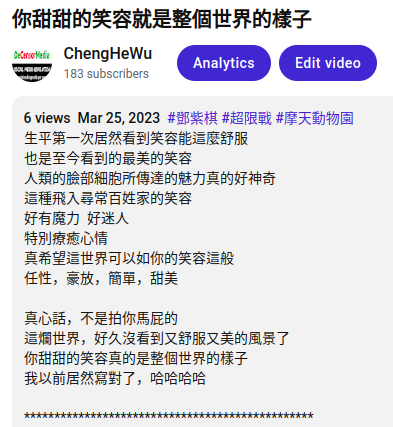 你甜甜的笑容就是整個世界的樣子
DeCensorMedia
ChengHeWu
183 subscribers
Analytics
Edit video
6 views Mar 25, 2023 #鄧紫棋 #超限戰 #摩天動物園
生平第一次居然看到笑容能這麼舒服
也是至今看到的最美的笑容
人類的臉部細胞所傳達的魅力真的好神奇
這種飛入尋常百姓家的笑容
好有魔力 好迷人
特別療癒心情
真希望這世界可以如你的笑容這般
任性，豪放，簡單，甜美
真心話，不是拍你馬屁的
這爛世界，好久沒看到又舒服又美的風景了
你甜甜的笑容真的是整個世界的樣子
我以前居然寫對了，哈哈哈哈
************************************************